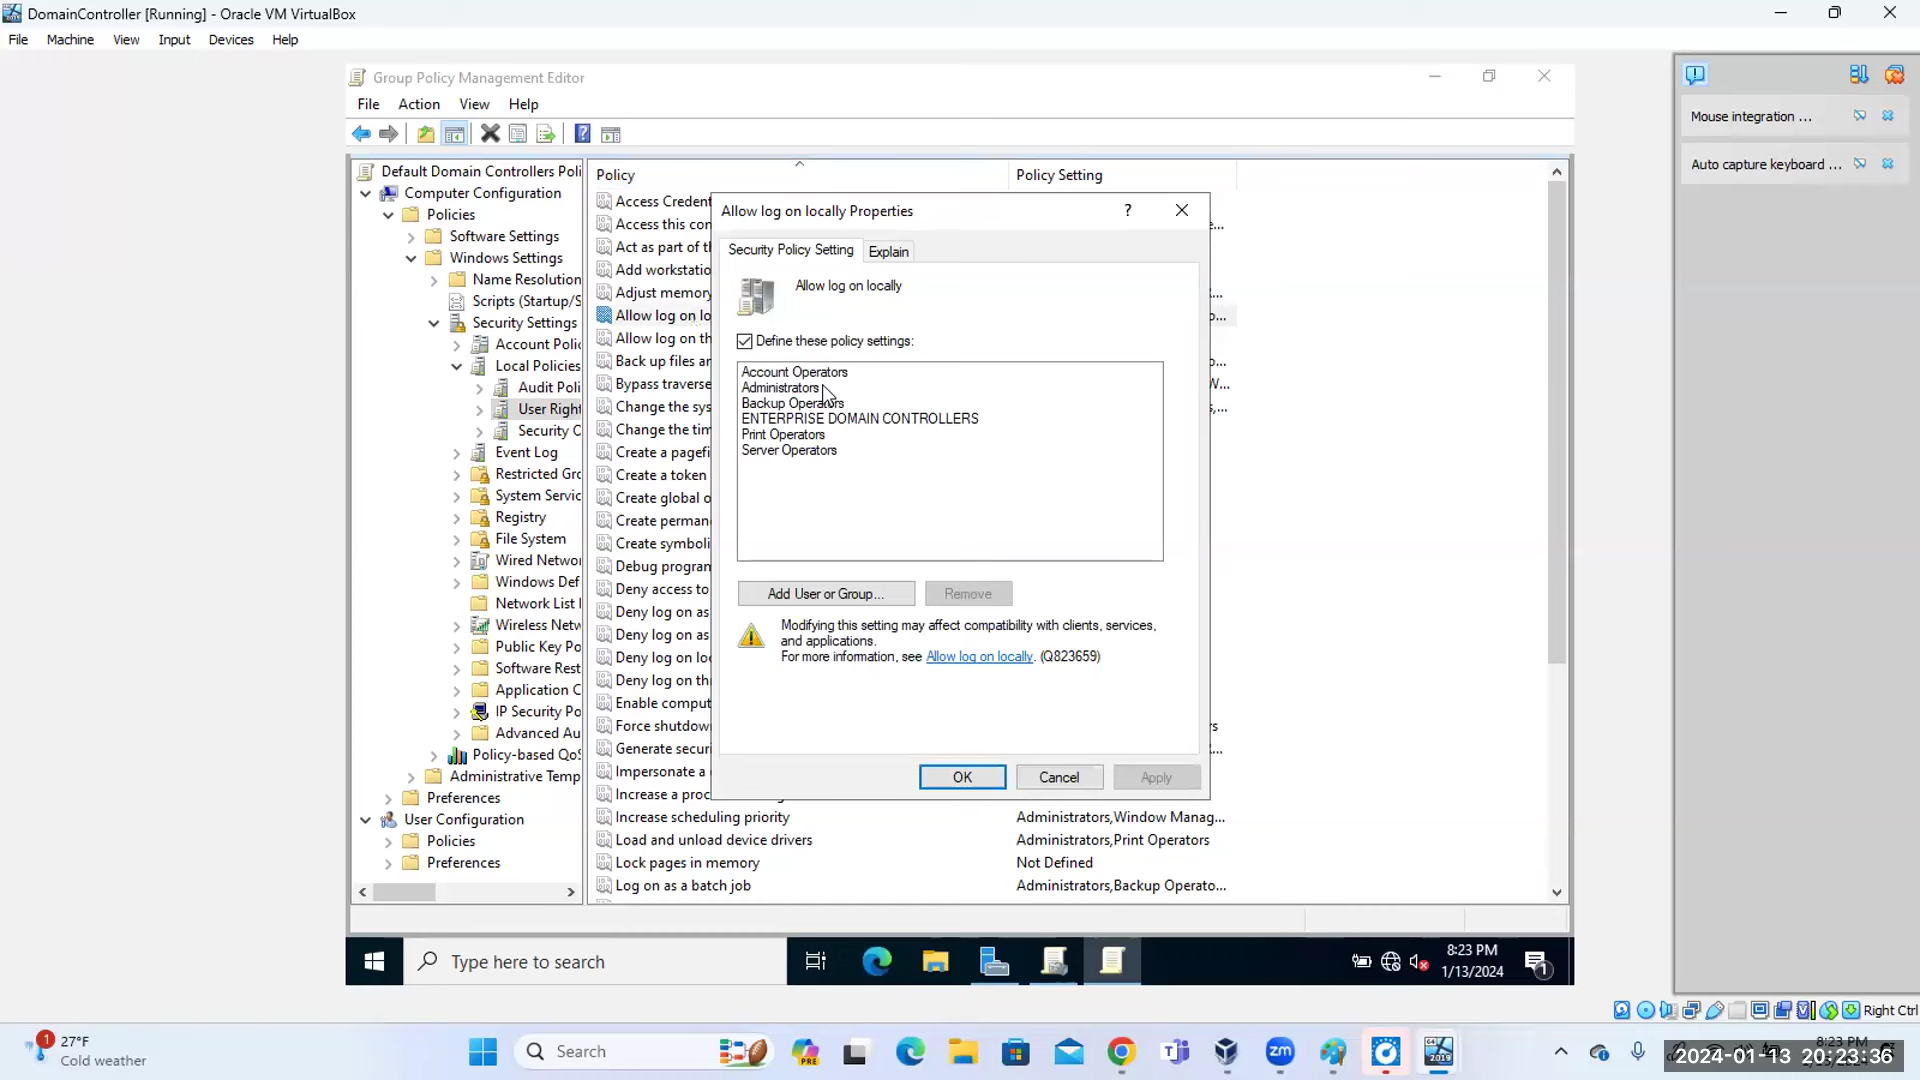 DomainController [Running] - Oracle VM VirtualBox
File Machine View Input Devices Help
Group Policy Management Editor
File Action View Help
Default Domain Controllers Poli
Computer Configuration
Policies
Software Settings
Windows Settings
Name Resolution
Scripts (Startup/S
Security Settings
Account Polic
Local Policies
Audit Poli
User Right
Security O
Event Log
Restricted Gro
System Servic
Registry
File System
Wired Networ
Windows Def
Network List
Wireless Netw
Public Key Po
Software Rest
Application C
IP Security Po
Advanced Au
Policy-based QoS
Administrative Temp
Preferences
User Configuration
Policies
Preferences
Policy Policy Setting
Access Credent
Access this con
Act as part of t
Add workstatio
Adjust memory
Allow log on lo
Allow log on th
Back up files ar
Bypass traverse
Change the sys
Change the tim
Create a pagefi
Create a token
Create global o
Create perman
Create symboli
Debug program
Deny access to
Deny log on as
Deny log on as
Deny log on loc
Deny log on th
Enable comput
Force shutdow
Generate securi
Impersonate a
Increase a proc
Increase scheduling priority Administrators,Window Manag...
Load and unload device drivers Administrators,Print Operators
Lock pages in memory Not Defined
Log on as a batch job Administrators,Backup Operato...
Allow log on locally Properties
?
Security Policy Setting Explain
Allow log on locally
Define these policy settings:
Account Operators
Administrators
Backup Operators
ENTERPRISE DOMAIN CONTROLLERS
Print Operators
Server Operators
Add User or Group... Remove
Modifying this setting may affect compatibility with clients, services,
and applications.
For more information, see Allow log on locally. (Q823659)
OK Cancel Apply
Mouse integration ...
Auto capture keyboard ...
Type here to search
8:23 PM
1/13/2024
1
Right Ctrl
1
27°F
Cold weather
Search
PRE
zm
2019
2024-01-13 20:23:36